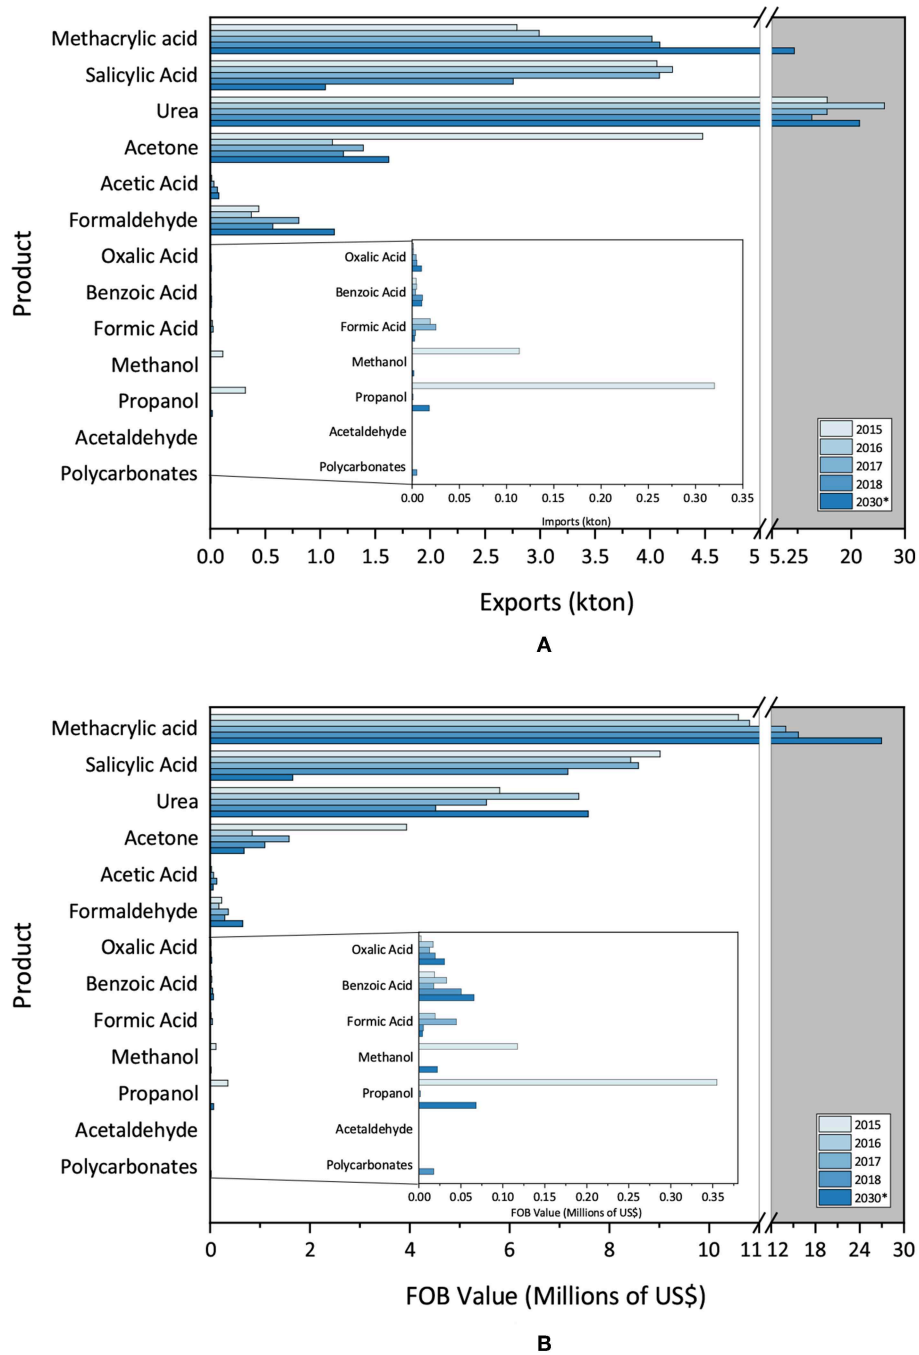 Methacrylic acid
Salicylic Acid
Urea
Acetone
Acetic Acid
Formaldehyde
Oxalic Acid
Benzoic Acid
Formic Acid
Methanol
Propanol
Acetaldehyde
Polycarbonates
Product
Oxalic Acid
Benzoic Acid
Formic Acid
Methanol
Propanol
Acetaldehyde
Polycarbonates
0.00 0.05 0.10 0.15 0.20 0.25 0.30 0.35
Imports (kton)
2015
2016
2017
2018
2030*
0.0 0.5 1.0 1.5 2.0 2.5 3.0 3.5 4.0 4.5 5 5.25 20 30
Exports (kton)
A
Methacrylic acid
Salicylic Acid
Urea
Acetone
Acetic Acid
Formaldehyde
Oxalic Acid
Benzoic Acid
Formic Acid
Methanol
Propanol
Acetaldehyde
Polycarbonates
Product
Oxalic Acid
Benzoic Acid
Formic Acid
Methanol
Propanol
Acetaldehyde
Polycarbonates
0.00 0.05 0.10 0.15 0.20 0.25 0.30 0.35
FOB Value (Millions of US$)
2015
2016
2017
2018
2030*
0 2 4 6 8 10 11 12 18 24 30
FOB Value (Millions of US$)
B